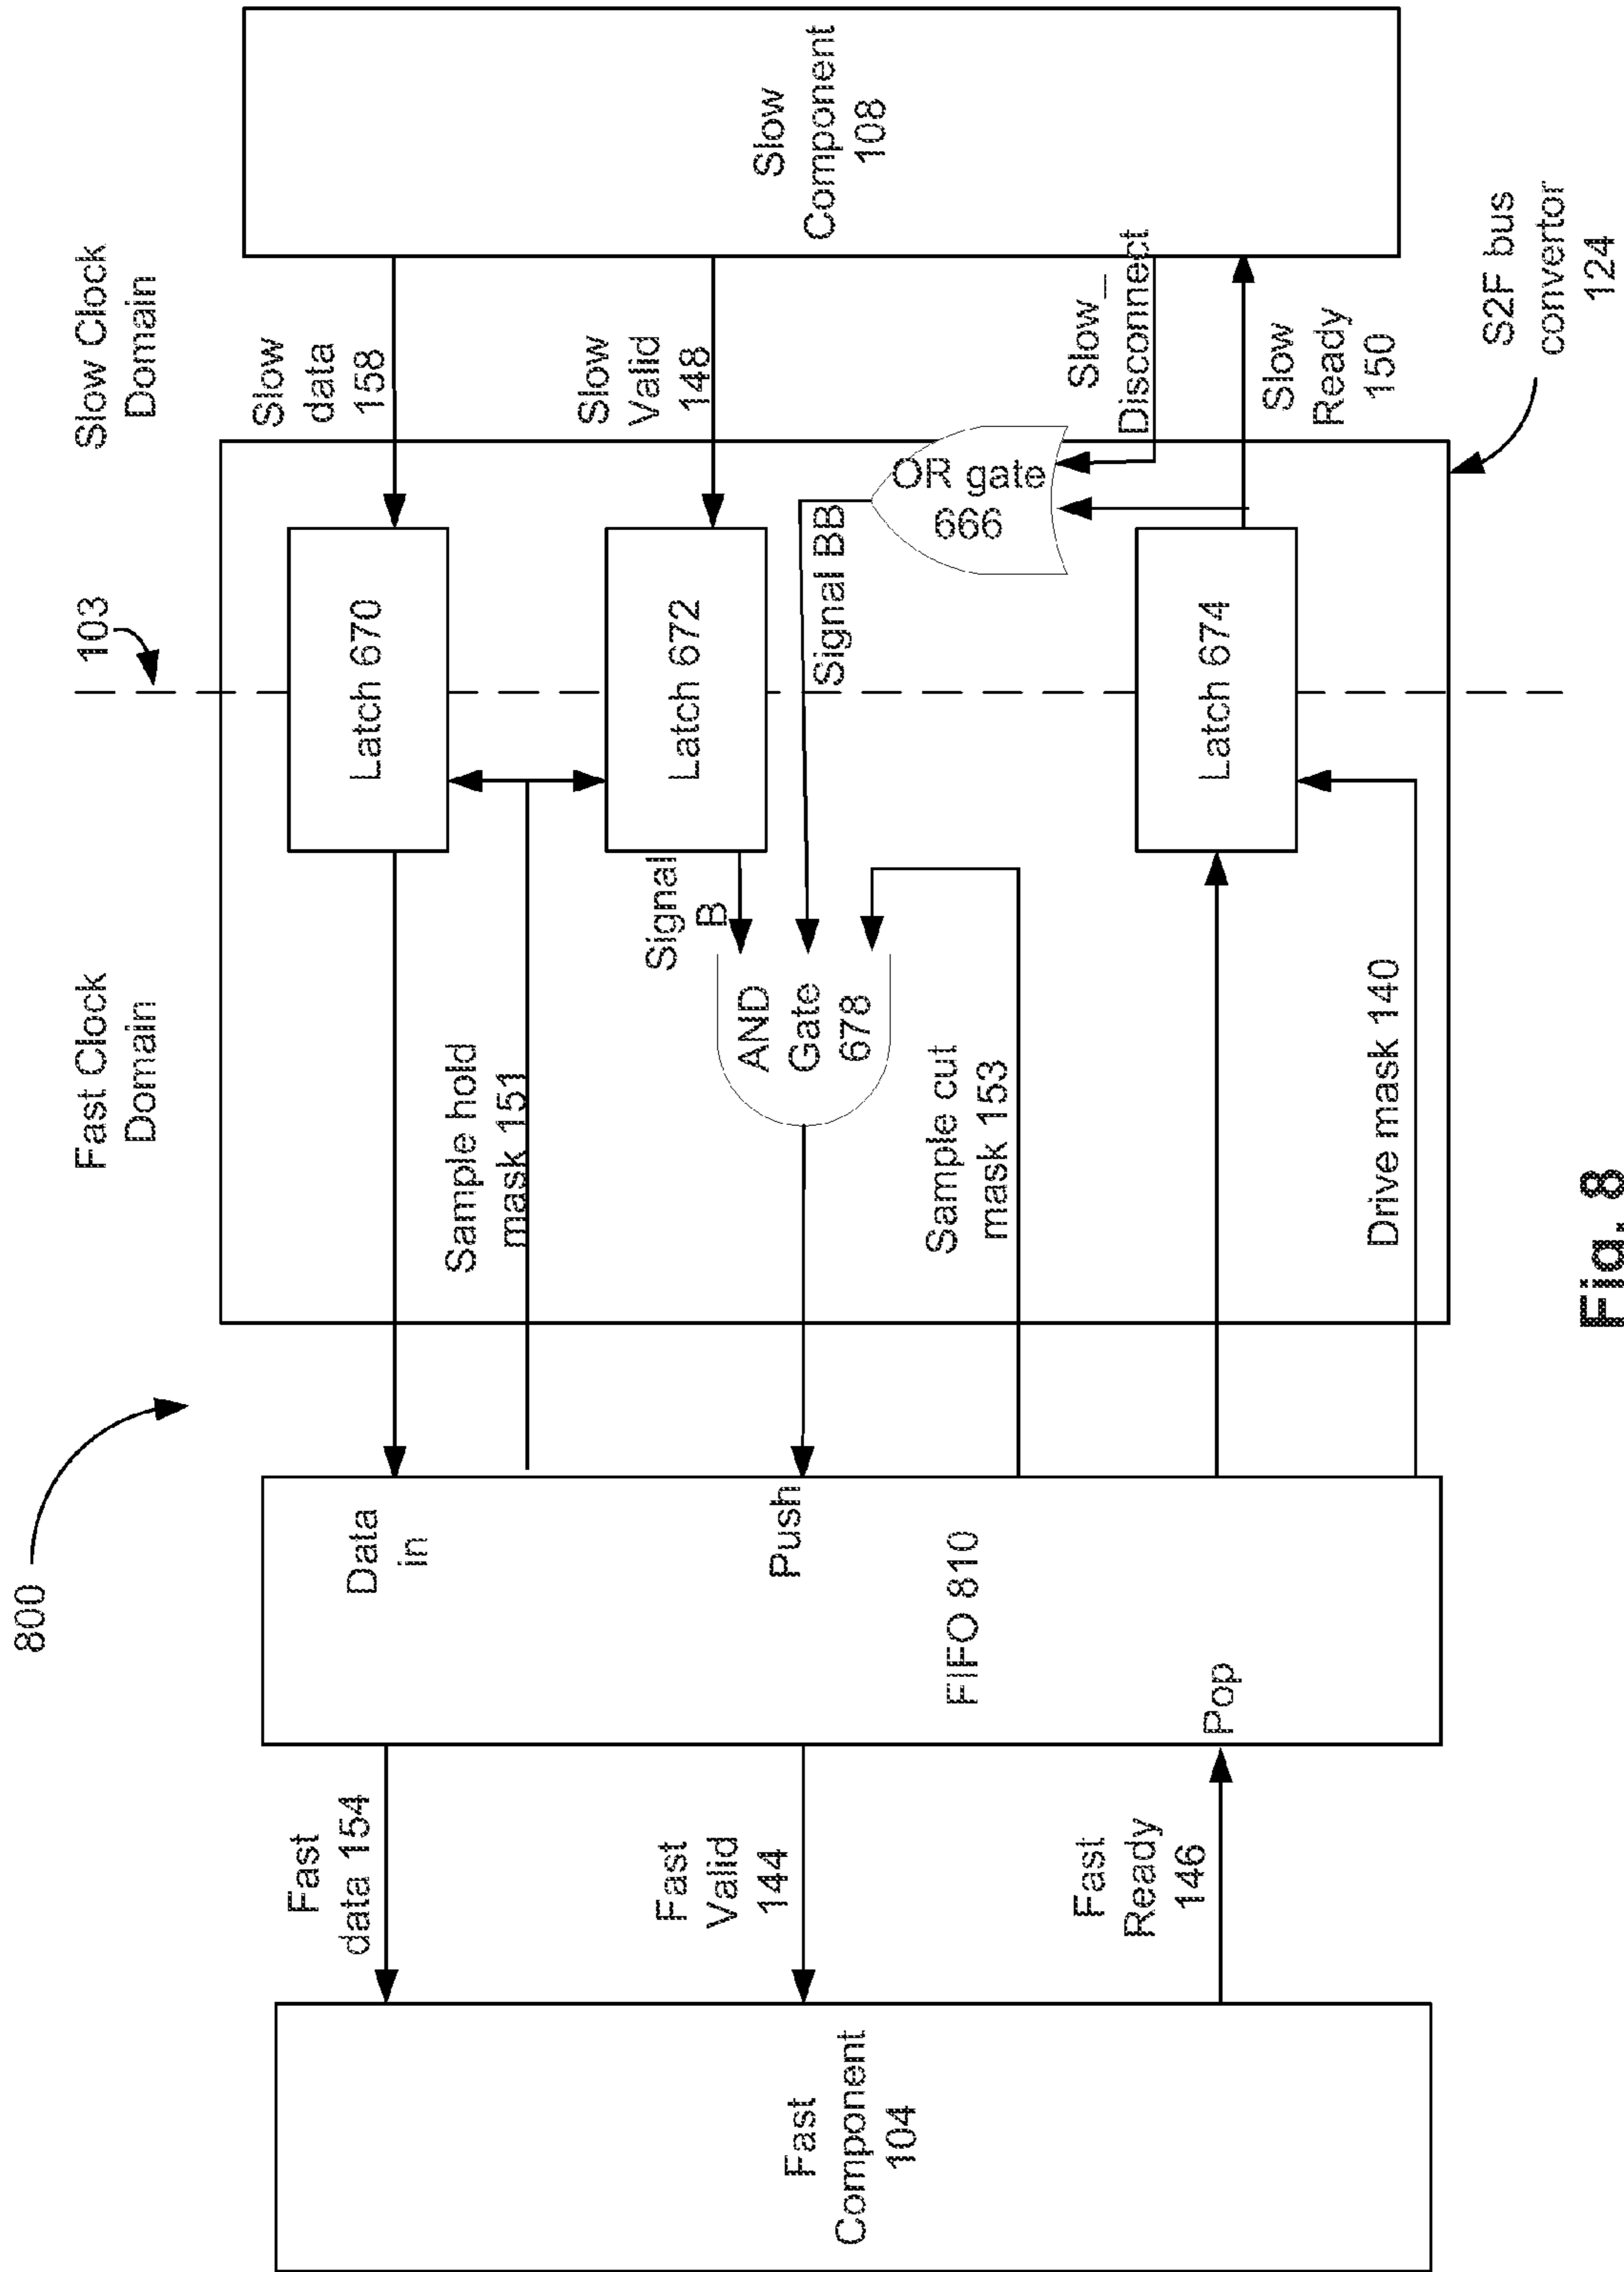 800
Fast Clock
Domain
103
Slow Clock
Domain
Fast
Component
104
Fast
data 154
Fast
Valid
144
Fast
Ready
146
Data
in
Push
FIFO 810
Pop
Sample hold
mask 151
Signal
B
AND
Gate
678
Sample cut
mask 153
Drive mask 140
Latch 670
Latch 672
Signal BB
OR gate
666
Latch 674
Slow
data
158
Slow
Valid
148
Slow_
Disconnect
Slow
Ready
150
Slow
Component
108
S2F bus
convertor
124
Fig. 8